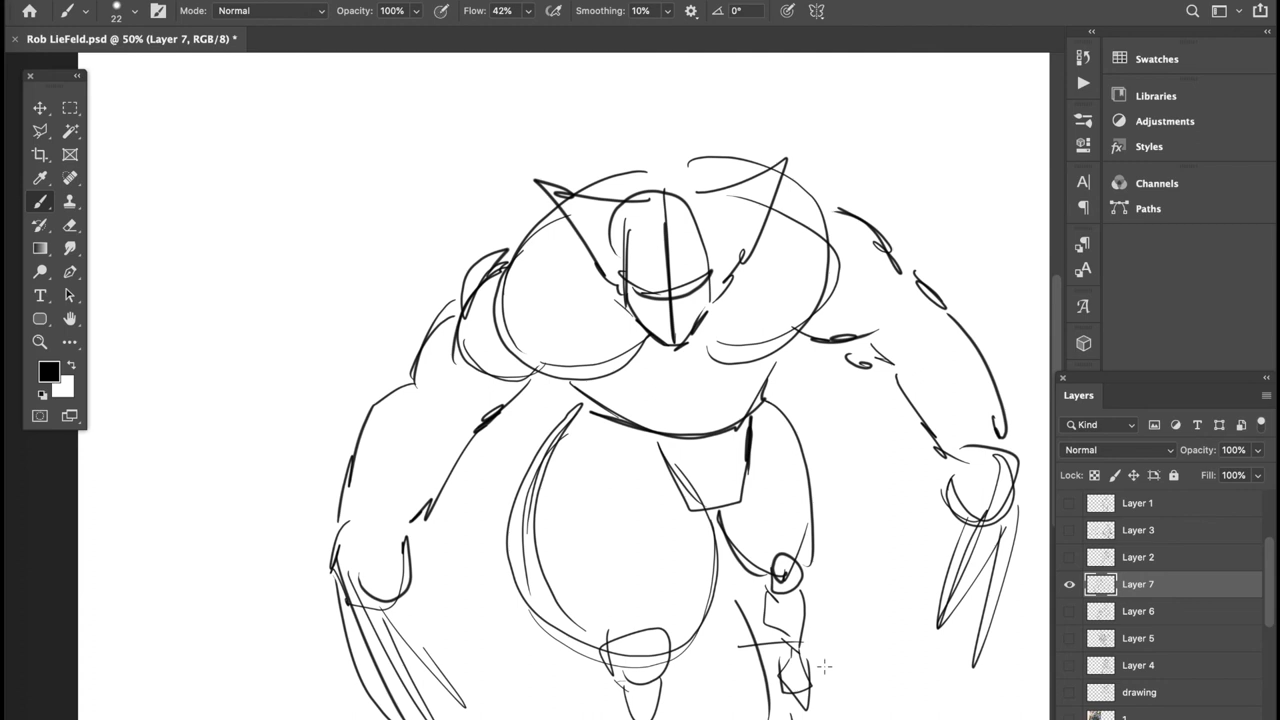 Mode: Normal Opacity: 100% Flow: 42% Smoothing: 10% 0°
22
Rob LieFeld.psd @ 50% (Layer 7, RGB/8) *
Swatches
Libraries
Adjustments
Styles
Channels
Paths
Layers
Kind
Normal Opacity: 100%
Lock: Fill: 100%
Layer 1
Layer 3
Layer 2
Layer 7
Layer 6
Layer 5
Layer 4
drawing